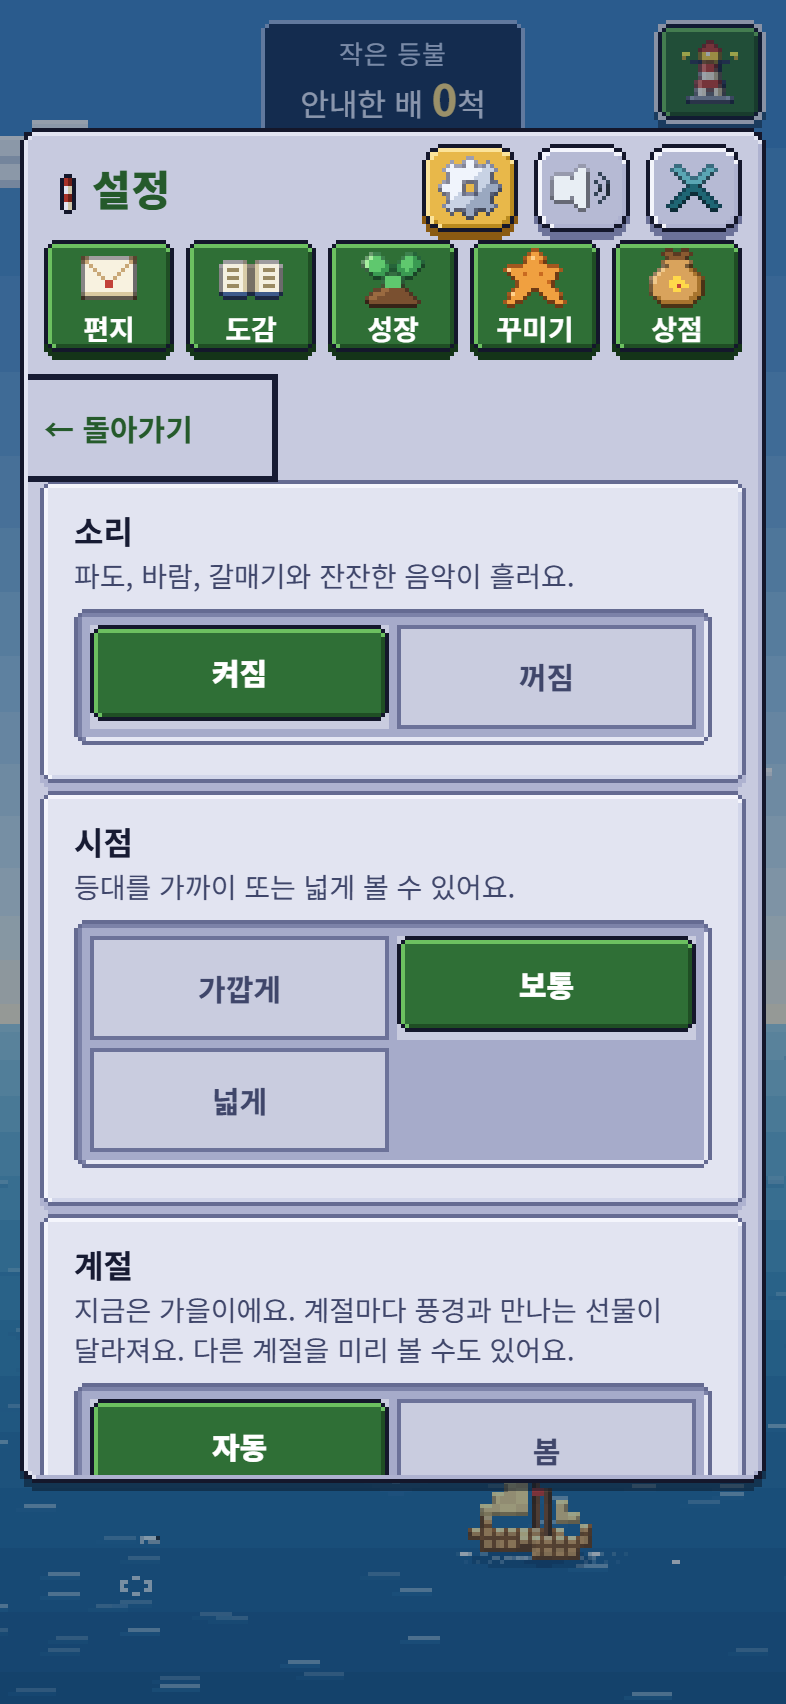 작은 등불
안내한 배 0척
설정
편지 도감 성장 꾸미기 상점
← 돌아가기
소리
파도, 바람, 갈매기와 잔잔한 음악이 흘러요.
켜짐 꺼짐
시점
등대를 가까이 또는 넓게 볼 수 있어요.
가깝게 보통
넓게
계절
지금은 가을이에요. 계절마다 풍경과 만나는 선물이
달라져요. 다른 계절을 미리 볼 수도 있어요.
자동 봄